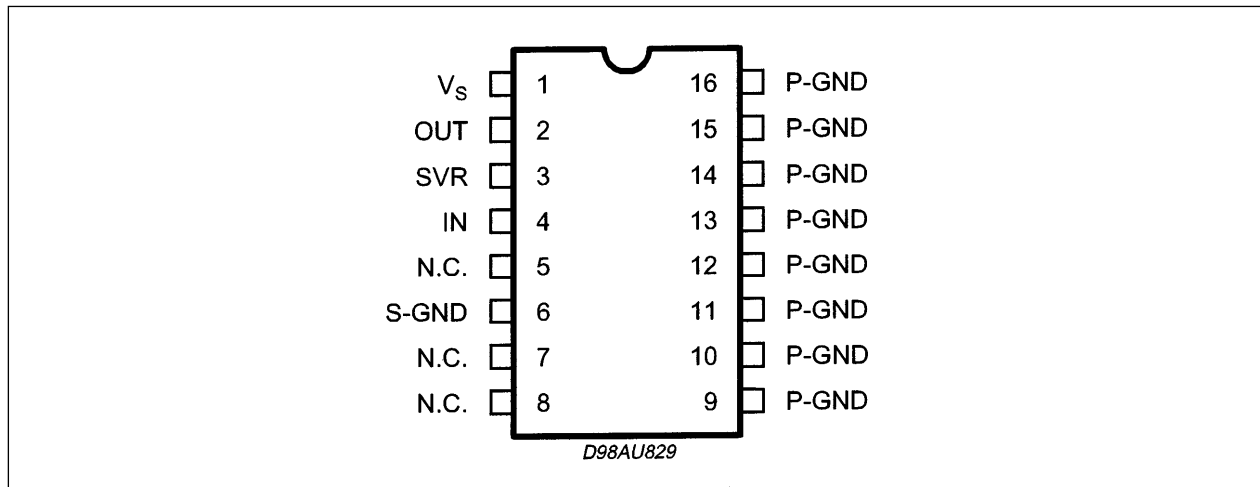 V_S 1 16 P-GND
OUT 2 15 P-GND
SVR 3 14 P-GND
IN 4 13 P-GND
N.C. 5 12 P-GND
S-GND 6 11 P-GND
N.C. 7 10 P-GND
N.C. 8 9 P-GND
D98AU829